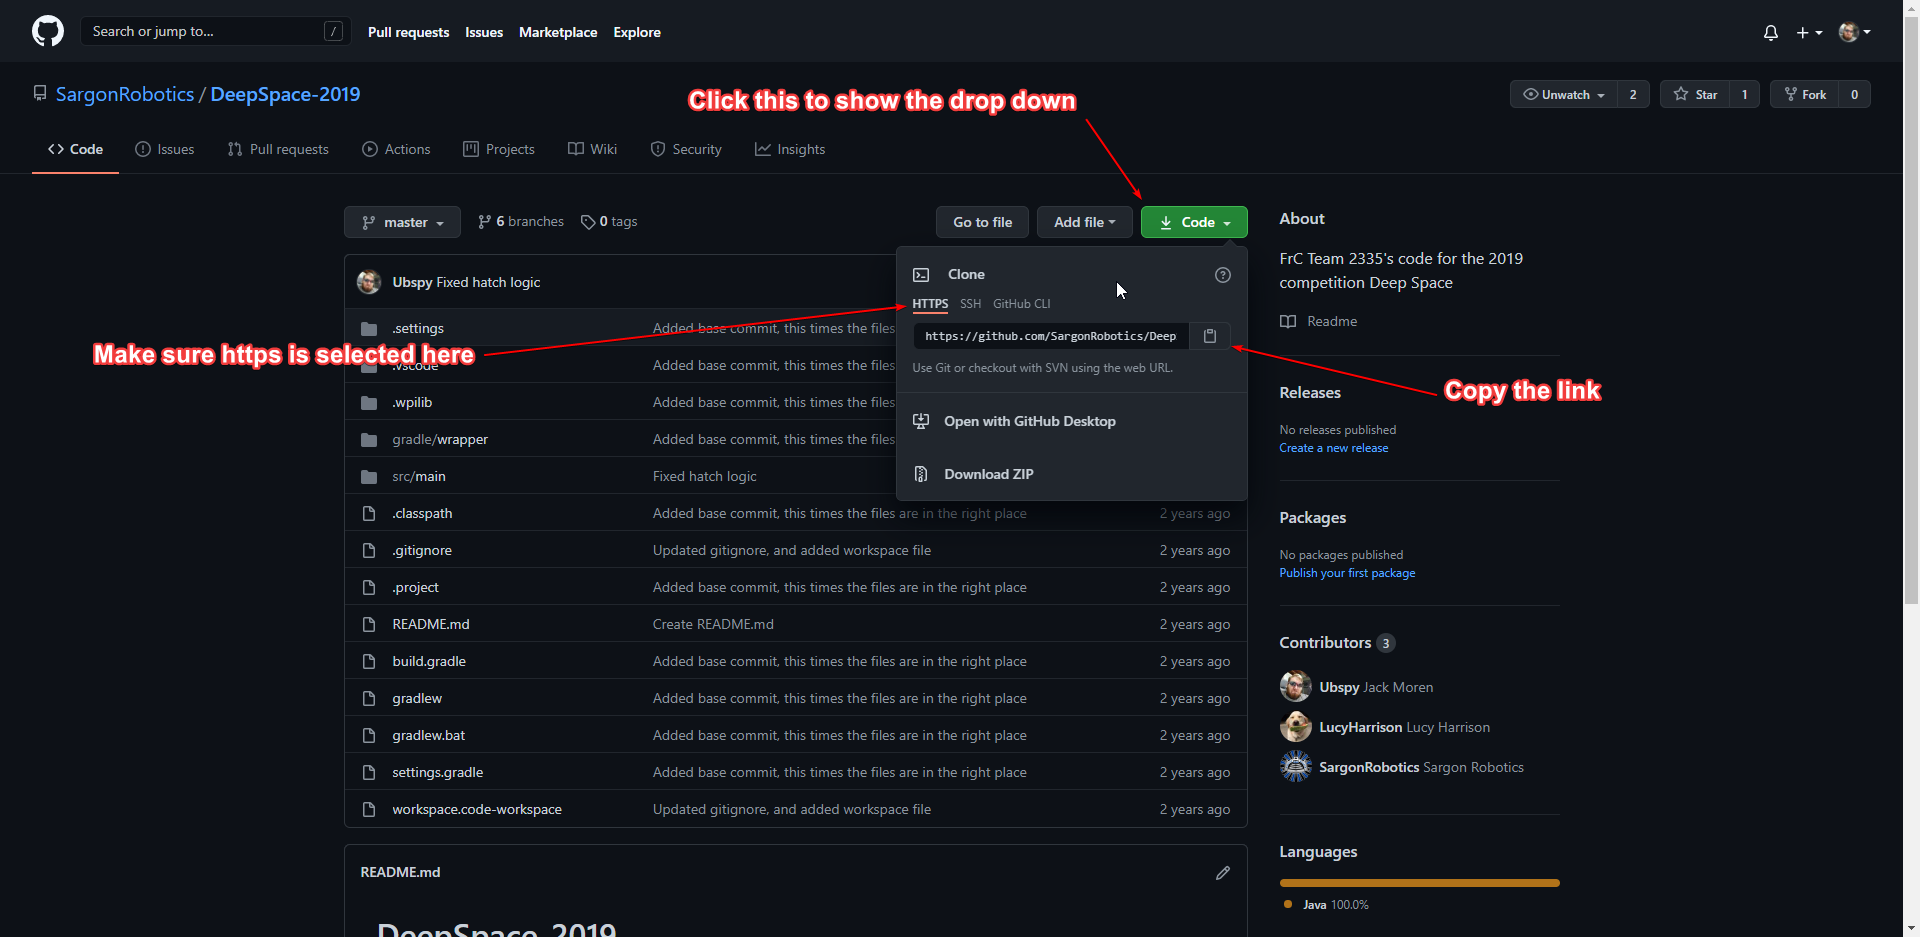 Search or jump to... /
Pull requests Issues Marketplace Explore
SargonRobotics / DeepSpace-2019
Unwatch 2 Star 1 Fork 0
Click this to show the drop down
Code Issues Pull requests Actions Projects Wiki Security Insights
master 6 branches 0 tags
Go to file Add file Code
Ubspy Fixed hatch logic
.settings Added base commit, this times the files
.vscode Added base commit, this times the files
.wpilib Added base commit, this times the files
gradle/wrapper Added base commit, this times the files
src/main Fixed hatch logic
.classpath Added base commit, this times the files are in the right place 2 years ago
.gitignore Updated gitignore, and added workspace file 2 years ago
.project Added base commit, this times the files are in the right place 2 years ago
README.md Create README.md 2 years ago
build.gradle Added base commit, this times the files are in the right place 2 years ago
gradlew Added base commit, this times the files are in the right place 2 years ago
gradlew.bat Added base commit, this times the files are in the right place 2 years ago
settings.gradle Added base commit, this times the files are in the right place 2 years ago
workspace.code-workspace Updated gitignore, and added workspace file 2 years ago
Make sure https is selected here
Clone
HTTPS SSH GitHub CLI
https://github.com/SargonRobotics/Deep
Use Git or checkout with SVN using the web URL.
Open with GitHub Desktop
Download ZIP
Copy the link
README.md
DeepSpace-2019
About
FrC Team 2335's code for the 2019
competition Deep Space
Readme
Releases
No releases published
Create a new release
Packages
No packages published
Publish your first package
Contributors 3
Ubspy Jack Moren
LucyHarrison Lucy Harrison
SargonRobotics Sargon Robotics
Languages
Java 100.0%